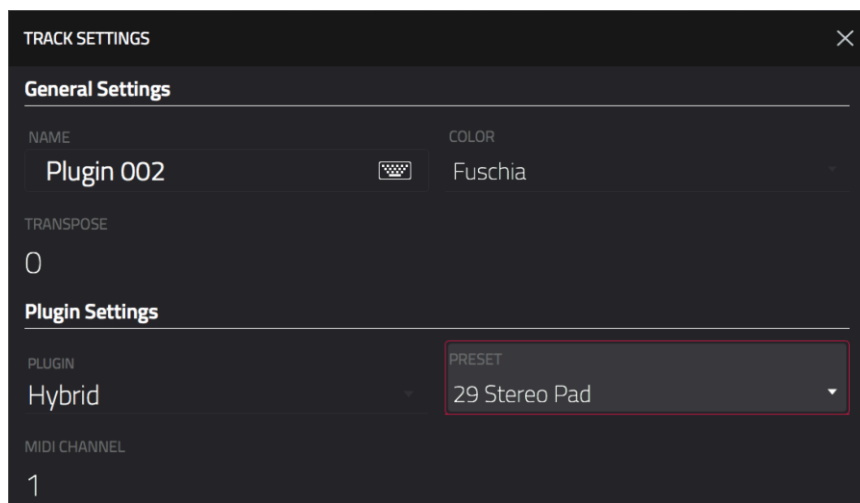 TRACK SETTINGS
General Settings
NAME
COLOR
Plugin 002
Fuschia
TRANSPOSE
0
Plugin Settings
PLUGIN
PRESET
Hybrid
29 Stereo Pad
MIDI CHANNEL
1